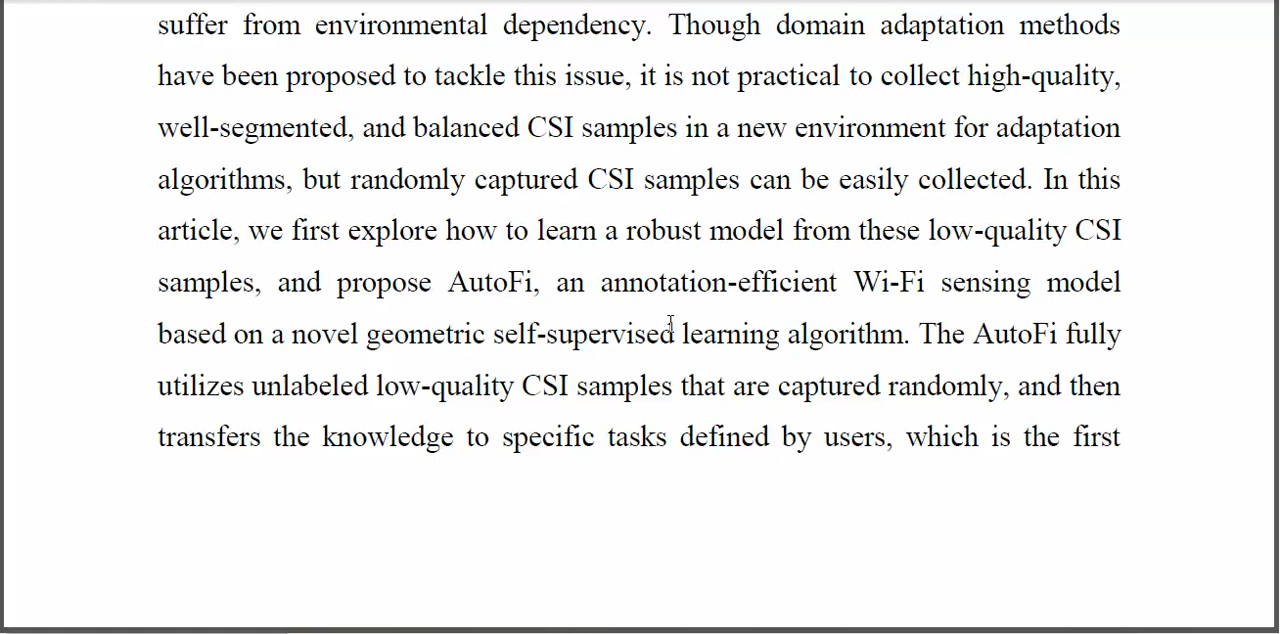 suffer from environmental dependency. Though domain adaptation methods
have been proposed to tackle this issue, it is not practical to collect high-quality,
well-segmented, and balanced CSI samples in a new environment for adaptation
algorithms, but randomly captured CSI samples can be easily collected. In this
article, we first explore how to learn a robust model from these low-quality CSI
samples, and propose AutoFi, an annotation-efficient Wi-Fi sensing model
based on a novel geometric self-supervised learning algorithm. The AutoFi fully
utilizes unlabeled low-quality CSI samples that are captured randomly, and then
transfers the knowledge to specific tasks defined by users, which is the first